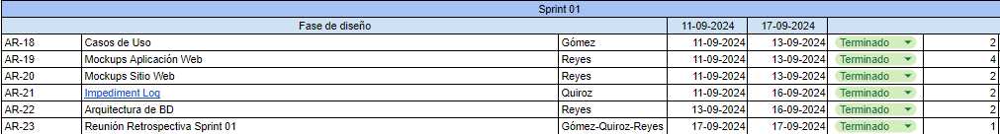 Sprint 01
Fase de diseño 11-09-2024 17-09-2024
AR-18 Casos de Uso Gómez 11-09-2024 13-09-2024 Terminado 2
AR-19 Mockups Aplicación Web Reyes 11-09-2024 13-09-2024 Terminado 4
AR-20 Mockups Sitio Web Reyes 11-09-2024 13-09-2024 Terminado 2
AR-21 Impediment Log Quiroz 11-09-2024 16-09-2024 Terminado 2
AR-22 Arquitectura de BD Reyes 13-09-2024 16-09-2024 Terminado 2
AR-23 Reunión Retrospectiva Sprint 01 Gómez-Quiroz-Reyes 17-09-2024 17-09-2024 Terminado 1